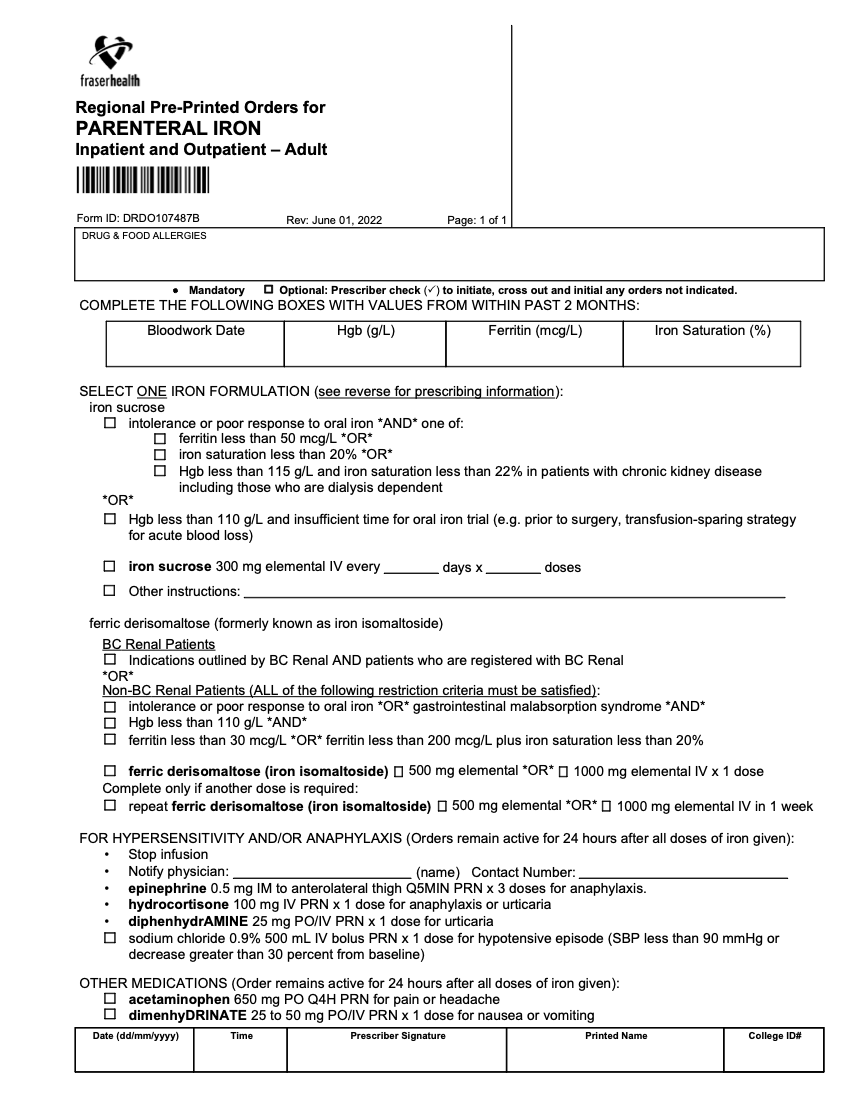 fraserhealth
Regional Pre-Printed Orders for
PARENTERAL IRON
Inpatient and Outpatient – Adult
Form ID: DRDO107487B Rev: June 01, 2022 Page: 1 of 1
DRUG & FOOD ALLERGIES
● Mandatory ☐ Optional: Prescriber check (✓) to initiate, cross out and initial any orders not indicated.
COMPLETE THE FOLLOWING BOXES WITH VALUES FROM WITHIN PAST 2 MONTHS:
Bloodwork Date Hgb (g/L) Ferritin (mcg/L) Iron Saturation (%)
SELECT ONE IRON FORMULATION (see reverse for prescribing information):
iron sucrose
☐ intolerance or poor response to oral iron *AND* one of:
☐ ferritin less than 50 mcg/L *OR*
☐ iron saturation less than 20% *OR*
☐ Hgb less than 115 g/L and iron saturation less than 22% in patients with chronic kidney disease
including those who are dialysis dependent
*OR*
☐ Hgb less than 110 g/L and insufficient time for oral iron trial (e.g. prior to surgery, transfusion-sparing strategy
for acute blood loss)
☐ iron sucrose 300 mg elemental IV every _______ days x _______ doses
☐ Other instructions: _______
ferric derisomaltose (formerly known as iron isomaltoside)
BC Renal Patients
☐ Indications outlined by BC Renal AND patients who are registered with BC Renal
*OR*
Non-BC Renal Patients (ALL of the following restriction criteria must be satisfied):
☐ intolerance or poor response to oral iron *OR* gastrointestinal malabsorption syndrome *AND*
☐ Hgb less than 110 g/L *AND*
☐ ferritin less than 30 mcg/L *OR* ferritin less than 200 mcg/L plus iron saturation less than 20%
☐ ferric derisomaltose (iron isomaltoside) ☐ 500 mg elemental *OR* ☐ 1000 mg elemental IV x 1 dose
Complete only if another dose is required:
☐ repeat ferric derisomaltose (iron isomaltoside) ☐ 500 mg elemental *OR* ☐ 1000 mg elemental IV in 1 week
FOR HYPERSENSITIVITY AND/OR ANAPHYLAXIS (Orders remain active for 24 hours after all doses of iron given):
• Stop infusion
• Notify physician: _______ (name) Contact Number: _______
• epinephrine 0.5 mg IM to anterolateral thigh Q5MIN PRN x 3 doses for anaphylaxis.
• hydrocortisone 100 mg IV PRN x 1 dose for anaphylaxis or urticaria
• diphenhydrAMINE 25 mg PO/IV PRN x 1 dose for urticaria
☐ sodium chloride 0.9% 500 mL IV bolus PRN x 1 dose for hypotensive episode (SBP less than 90 mmHg or
decrease greater than 30 percent from baseline)
OTHER MEDICATIONS (Order remains active for 24 hours after all doses of iron given):
☐ acetaminophen 650 mg PO Q4H PRN for pain or headache
☐ dimenhyDRINATE 25 to 50 mg PO/IV PRN x 1 dose for nausea or vomiting
Date (dd/mm/yyyy) Time Prescriber Signature Printed Name College ID#